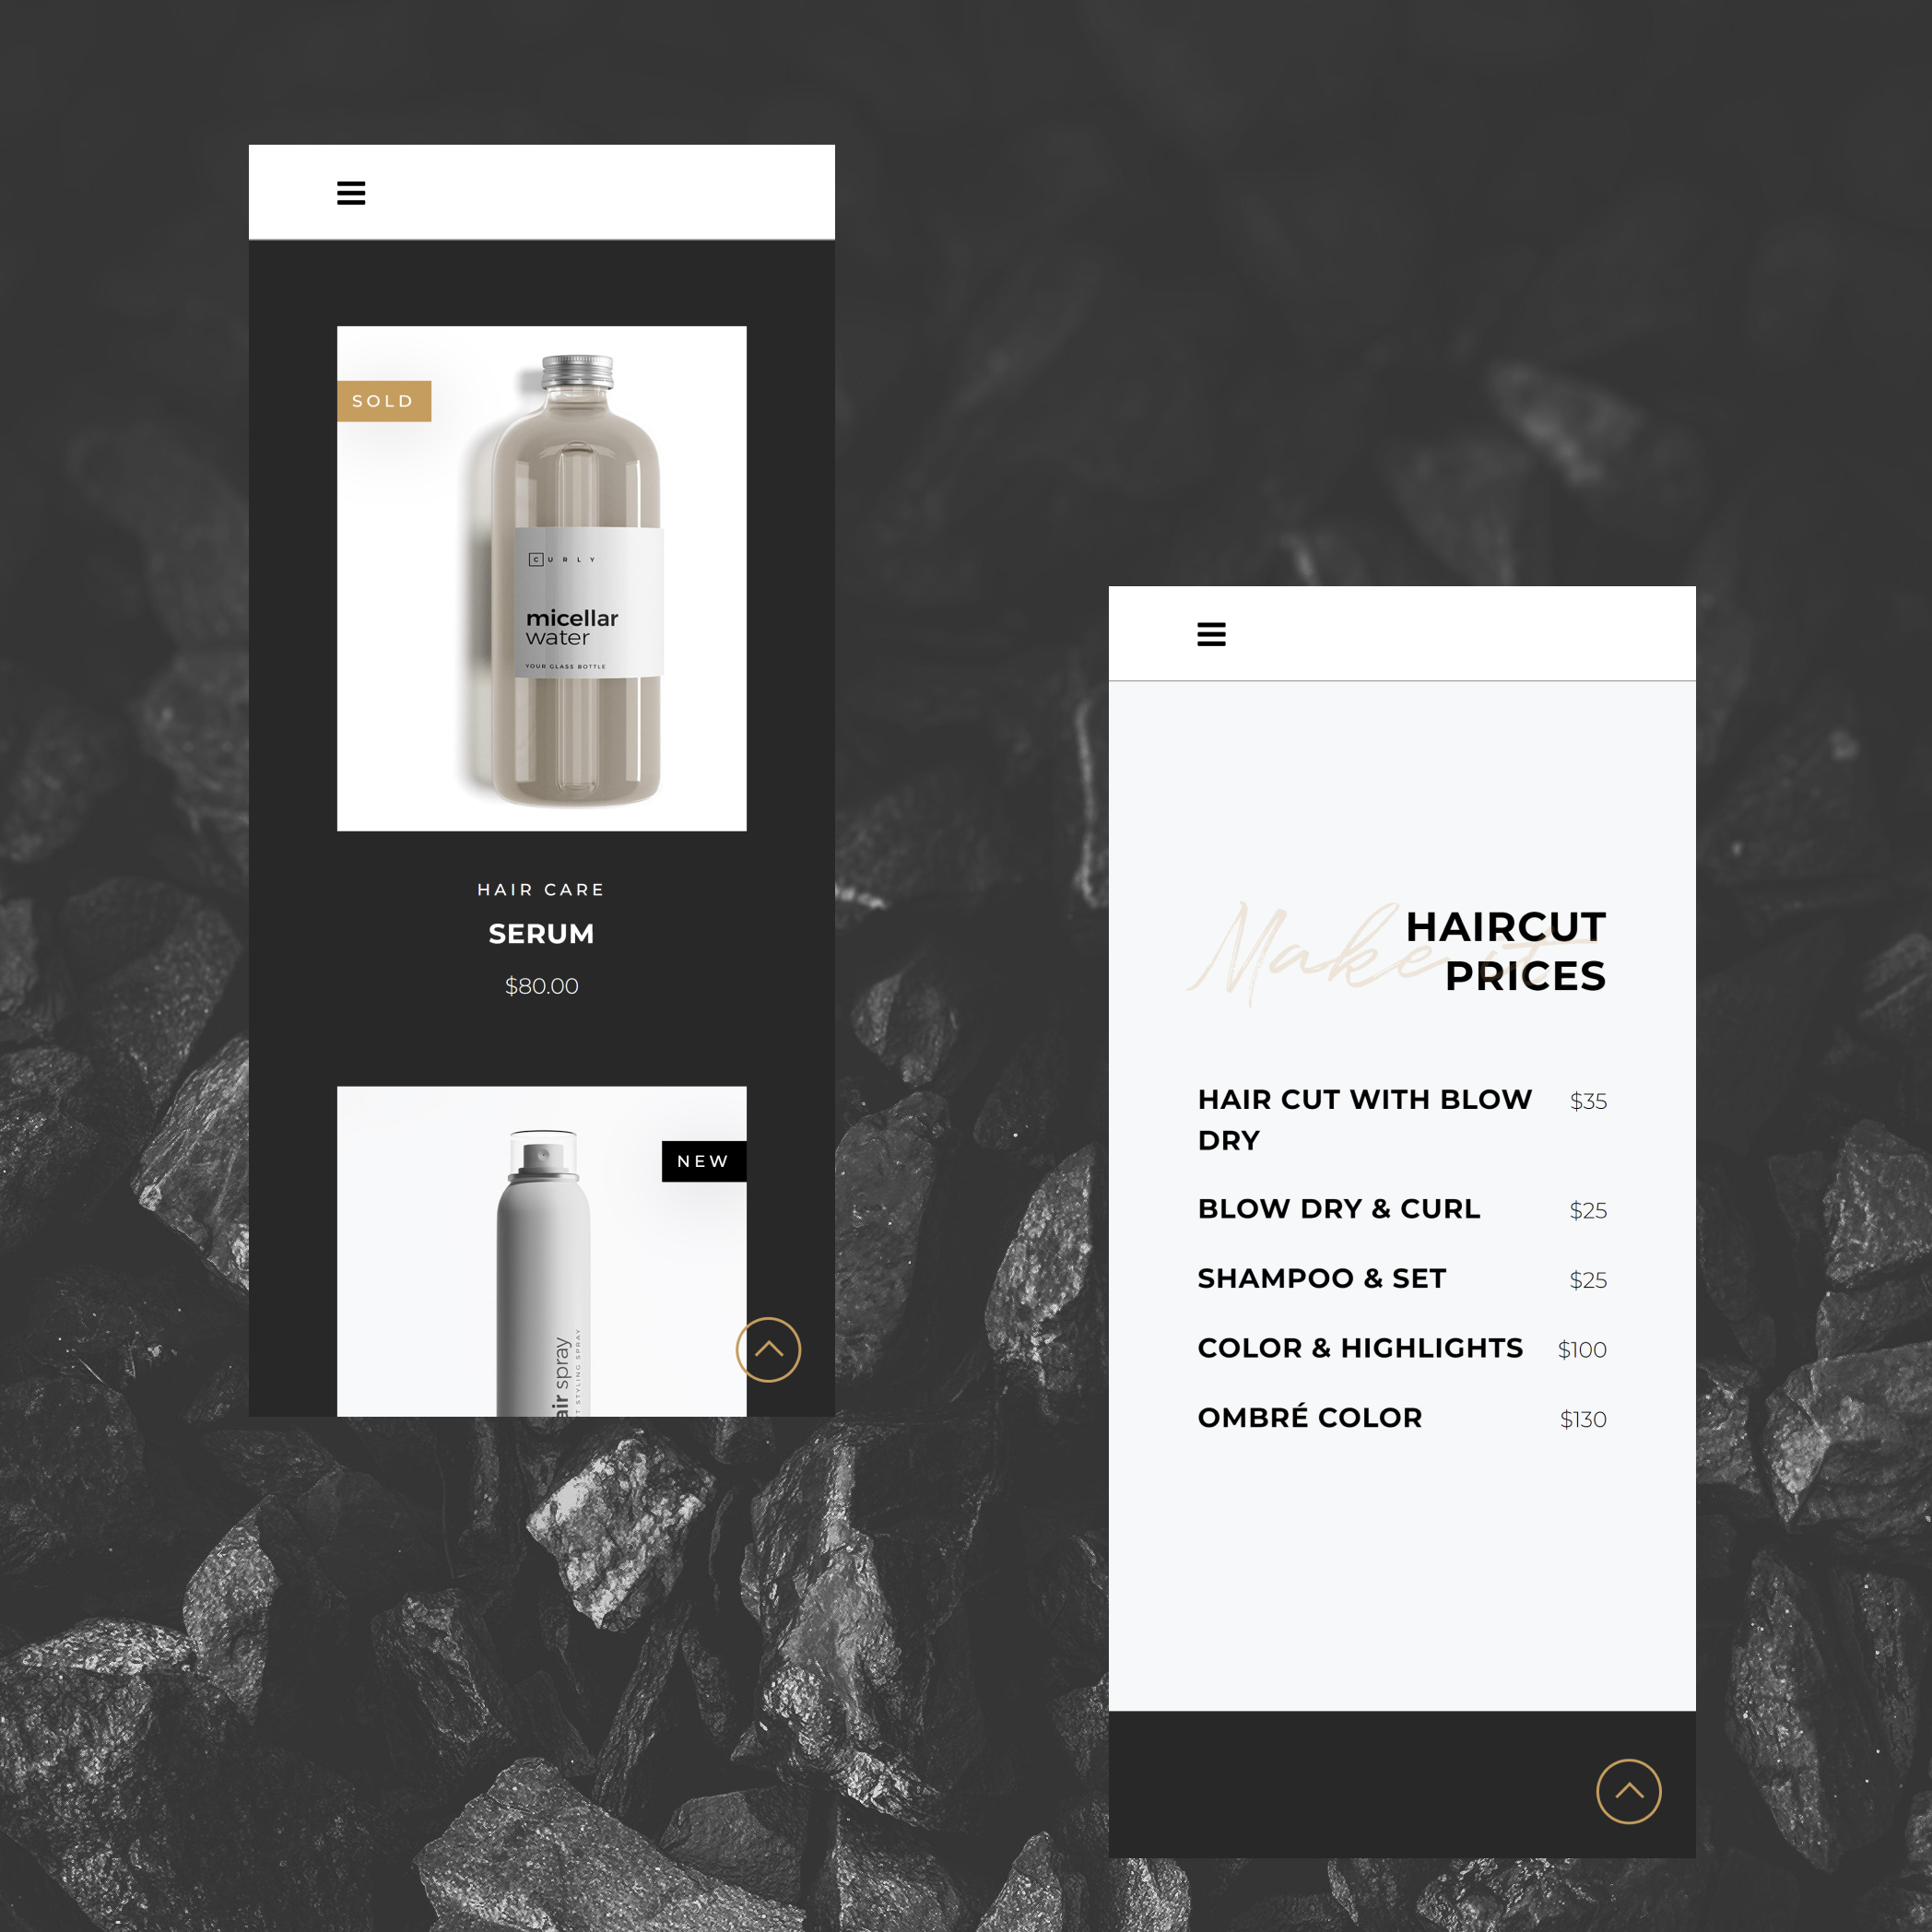 SOLD
CURLY
micellar
water
YOUR GLASS BOTTLE
HAIR CARE
SERUM
$80.00
NEW
air spray
T STYLING SPRAY
Make it
HAIRCUT
PRICES
HAIR CUT WITH BLOW $35
DRY
BLOW DRY & CURL $25
SHAMPOO & SET $25
COLOR & HIGHLIGHTS $100
OMBRÉ COLOR $130